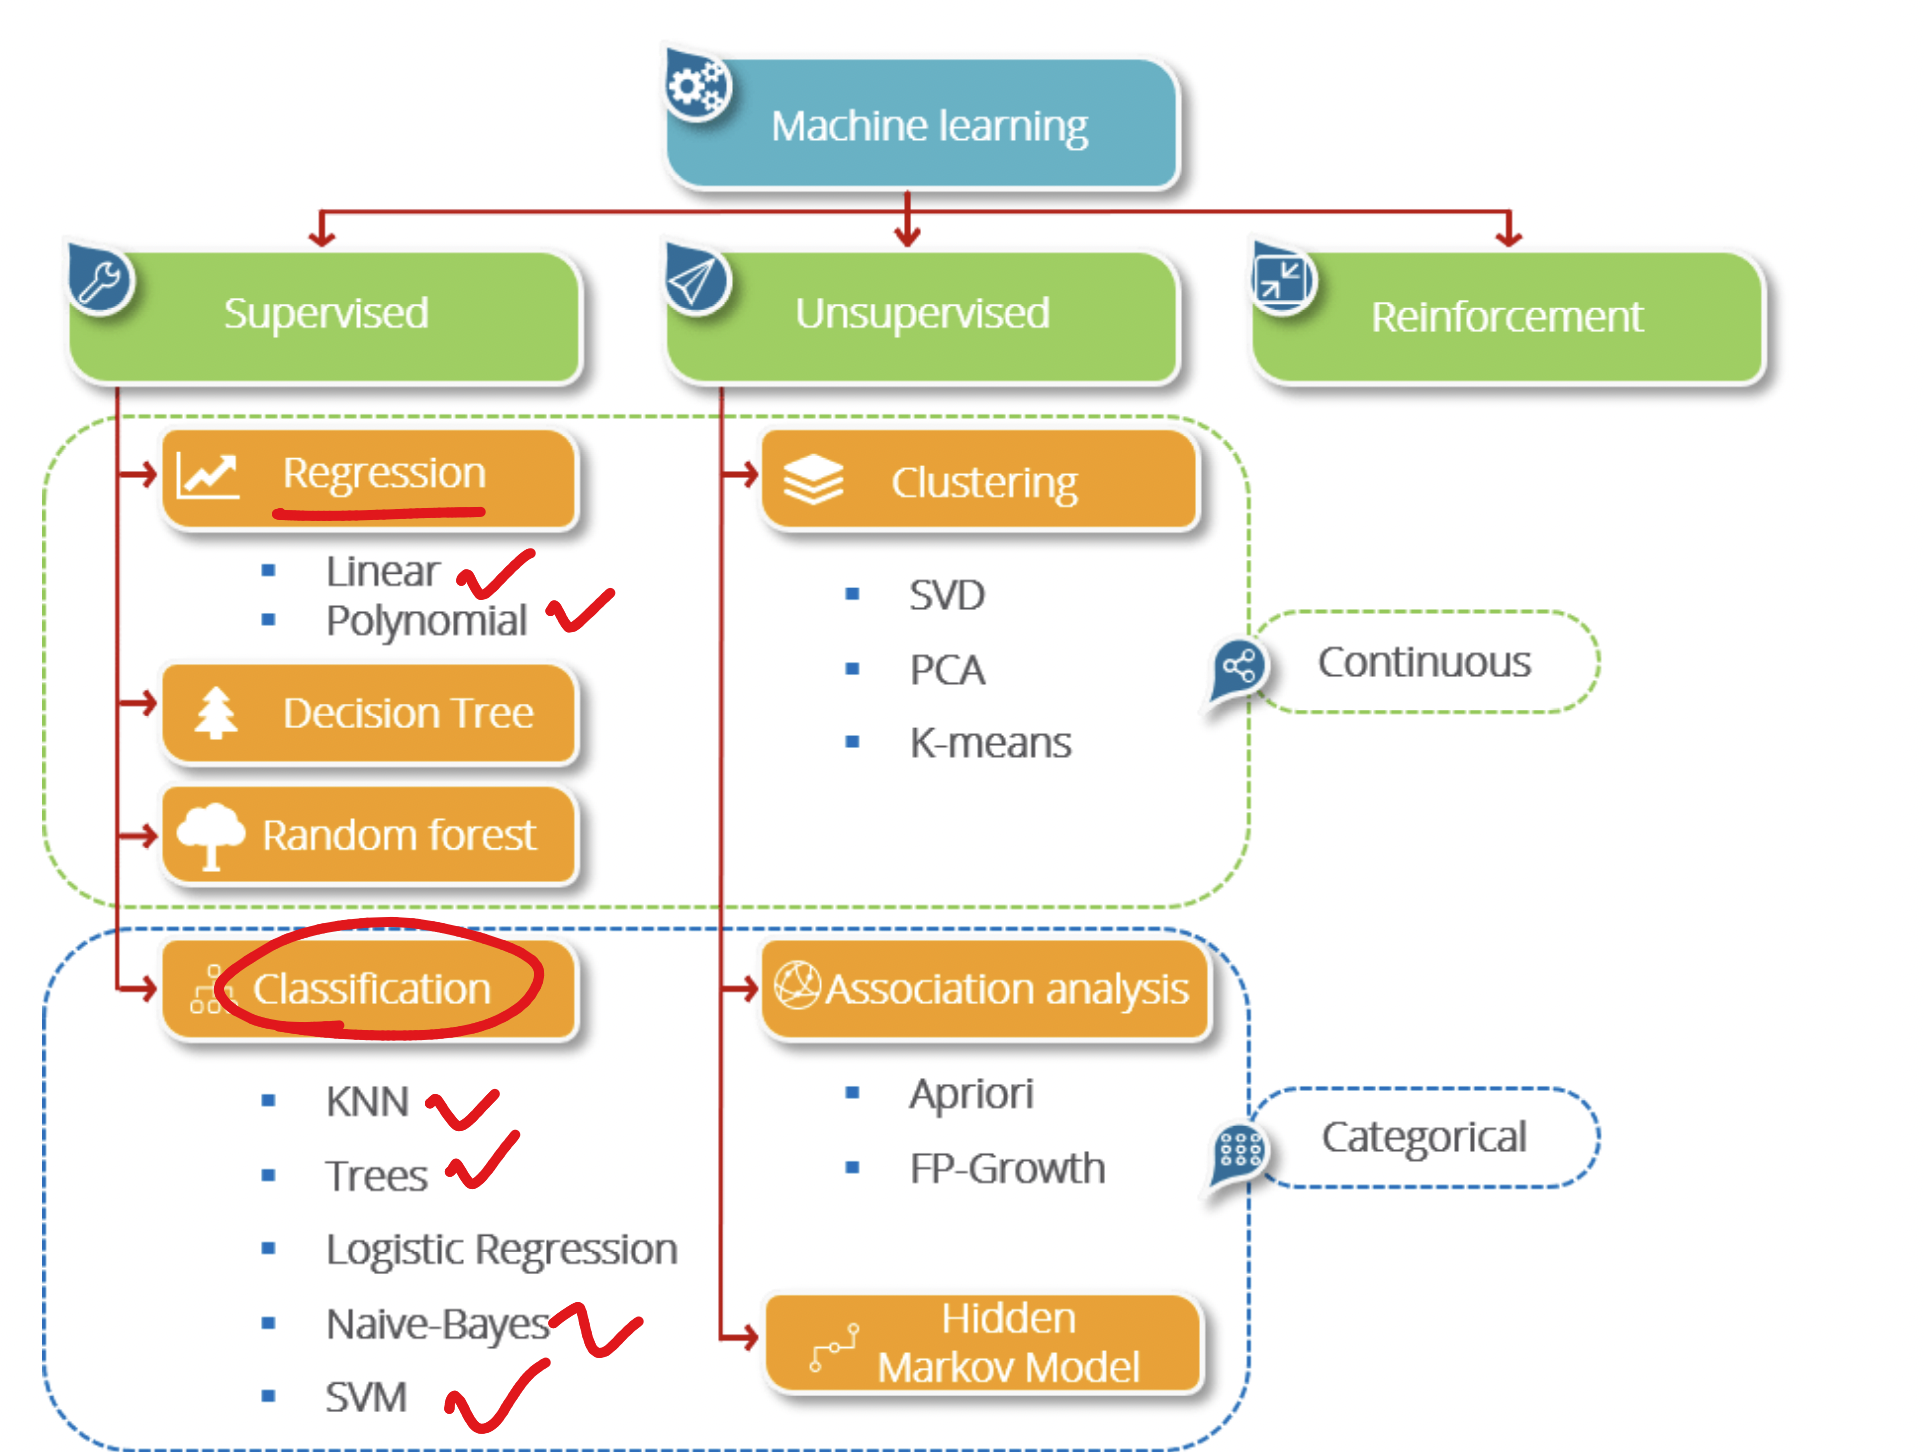 Machine learning
Supervised
Unsupervised
Reinforcement
Regression
Linear
Polynomial
Decision Tree
Random forest
Clustering
SVD
PCA
K-means
Continuous
Classification
KNN
Trees
Logistic Regression
Naive-Bayes
SVM
Association analysis
Apriori
FP-Growth
Hidden
Markov Model
Categorical